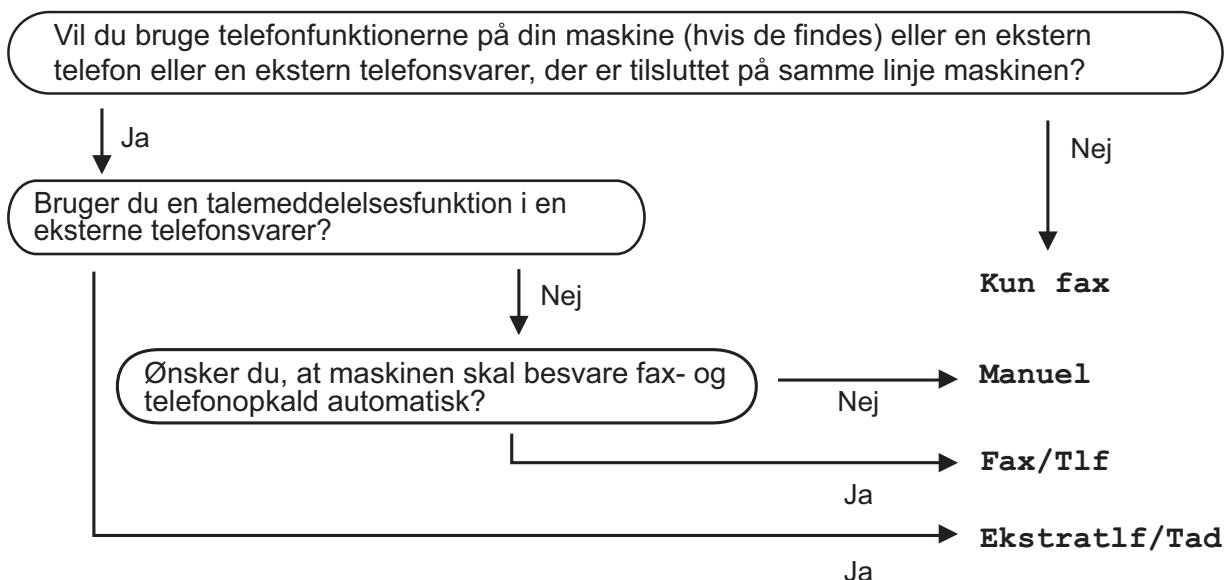 Vil du bruge telefonfunktionerne på din maskine (hvis de findes) eller en ekstern
telefon eller en ekstern telefonsvarer, der er tilsluttet på samme linje maskinen?
Ja
Nej
Bruger du en talemeddelelsesfunktion i en
eksterne telefonsvarer?
Kun fax
Nej
Ønsker du, at maskinen skal besvare fax- og
telefonopkald automatisk?
Nej
Manuel
Ja
Fax/Tlf
Ja
Ekstratlf/Tad